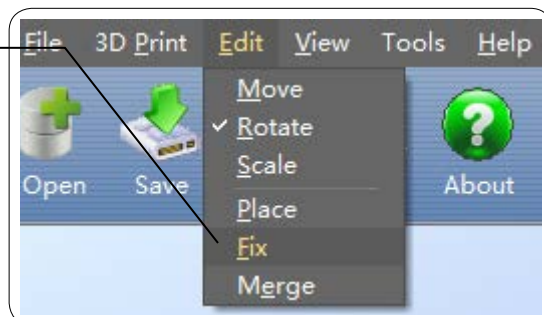 File 3D Print Edit View Tools Help
Move
✓ Rotate
Scale
Place
Fix
Merge
Open Save About